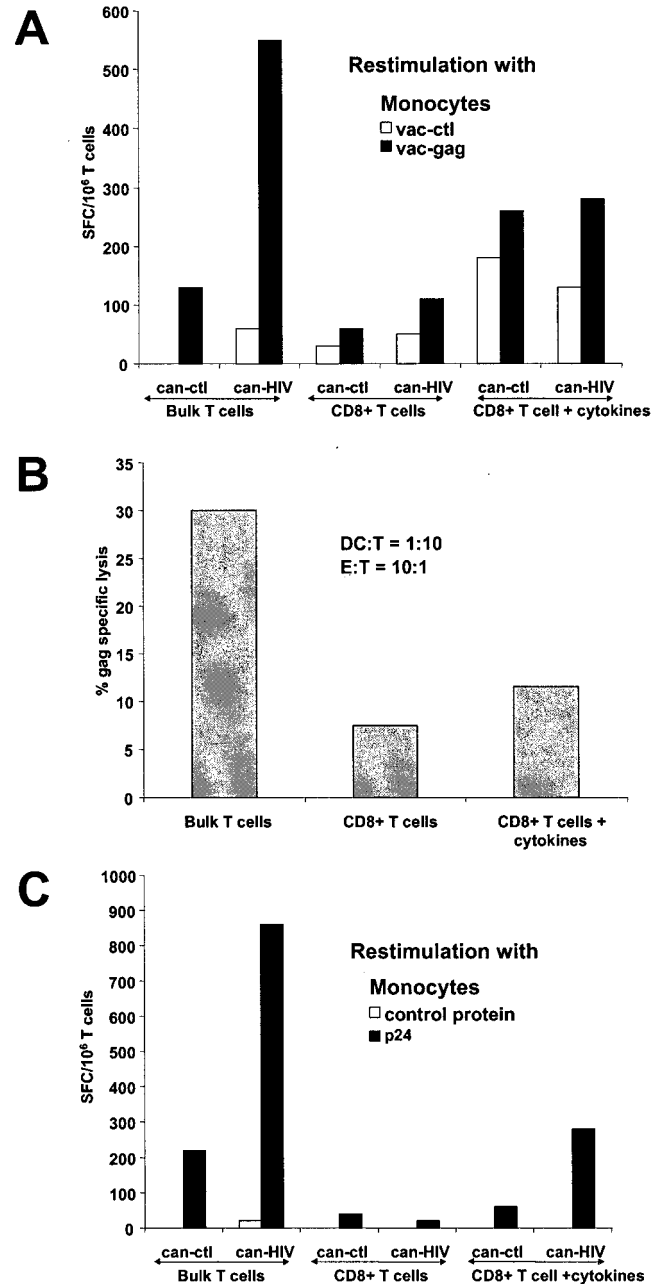 A
600
500
400
300
200
100
0
SFC/10⁶ T cells
Restimulation with
Monocytes
vac-ctl
vac-gag
can-ctl can-HIV can-ctl can-HIV can-ctl can-HIV
Bulk T cells CD8+ T cells CD8+ T cell + cytokines
B
35
30
25
20
15
10
5
0
% gag specific lysis
DC:T = 1:10
E:T = 10:1
Bulk T cells CD8+ T cells CD8+ T cells +
cytokines
C
1000
900
800
700
600
500
400
300
200
100
0
SFC/10⁶ T cells
Restimulation with
Monocytes
control protein
p24
can-ctl can-HIV can-ctl can-HIV can-ctl can-HIV
Bulk T cells CD8+ T cells CD8+ T cell +cytokines